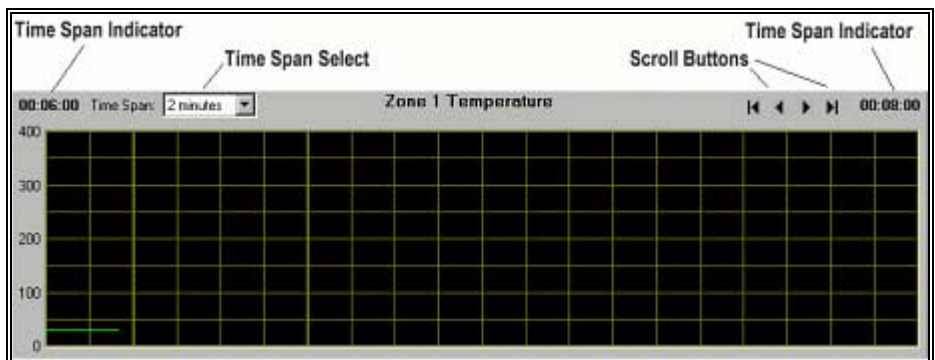 Time Span Indicator
Time Span Indicator
Time Span Select
Scroll Buttons
00:06:00 Time Span: 2 minutes Zone 1 Temperature 00:08:00
400
300
200
100
0